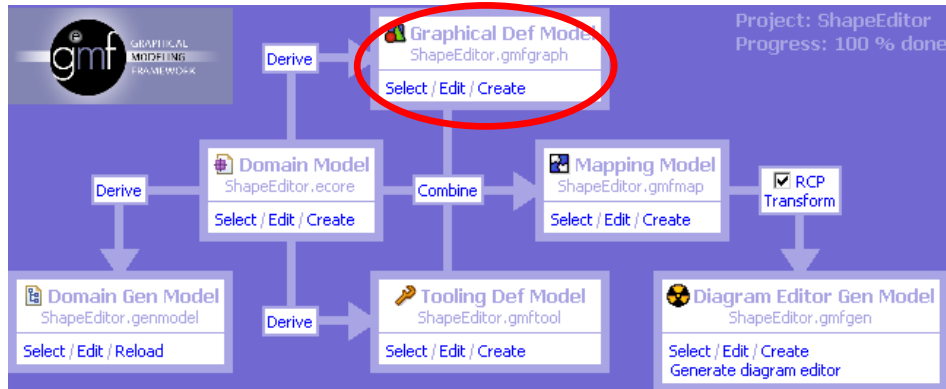 gmf
GRAPHICAL
MODELING
FRAMEWORK
Derive
Graphical Def Model
ShapeEditor.gmfgraph
Select / Edit / Create
Project: ShapeEditor
Progress: 100 % done
Derive
Domain Model
ShapeEditor.ecore
Select / Edit / Create
Combine
Mapping Model
ShapeEditor.gmfmap
Select / Edit / Create
RCP
Transform
Domain Gen Model
ShapeEditor.genmodel
Select / Edit / Reload
Derive
Tooling Def Model
ShapeEditor.gmftool
Select / Edit / Create
Diagram Editor Gen Model
ShapeEditor.gmfgen
Select / Edit / Create
Generate diagram editor